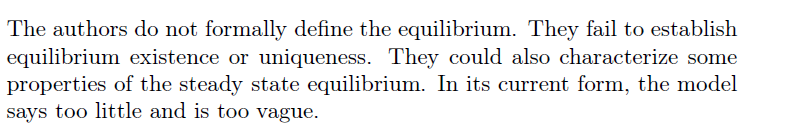 The authors do not formally define the equilibrium. They fail to establish
equilibrium existence or uniqueness. They could also characterize some
properties of the steady state equilibrium. In its current form, the model
says too little and is too vague.